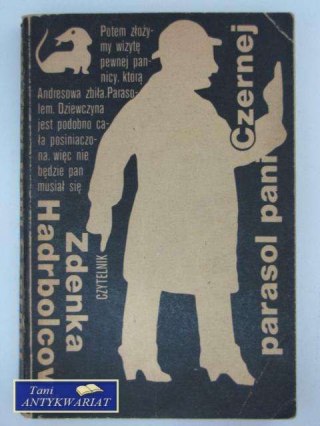 Potem złoży-
my wizytę
pewnej pan-
nicy, którą
Andresowa zbiła. Paraso-
lem. Dziewczyna
jest podobno ca-
ła posiniaczo-
na, więc nie
będzie pan
musiał się
CZYTELNIK
Zdenka
Hadrbolcov
parasol pani Czernej
Tani
ANTYKWARIAT